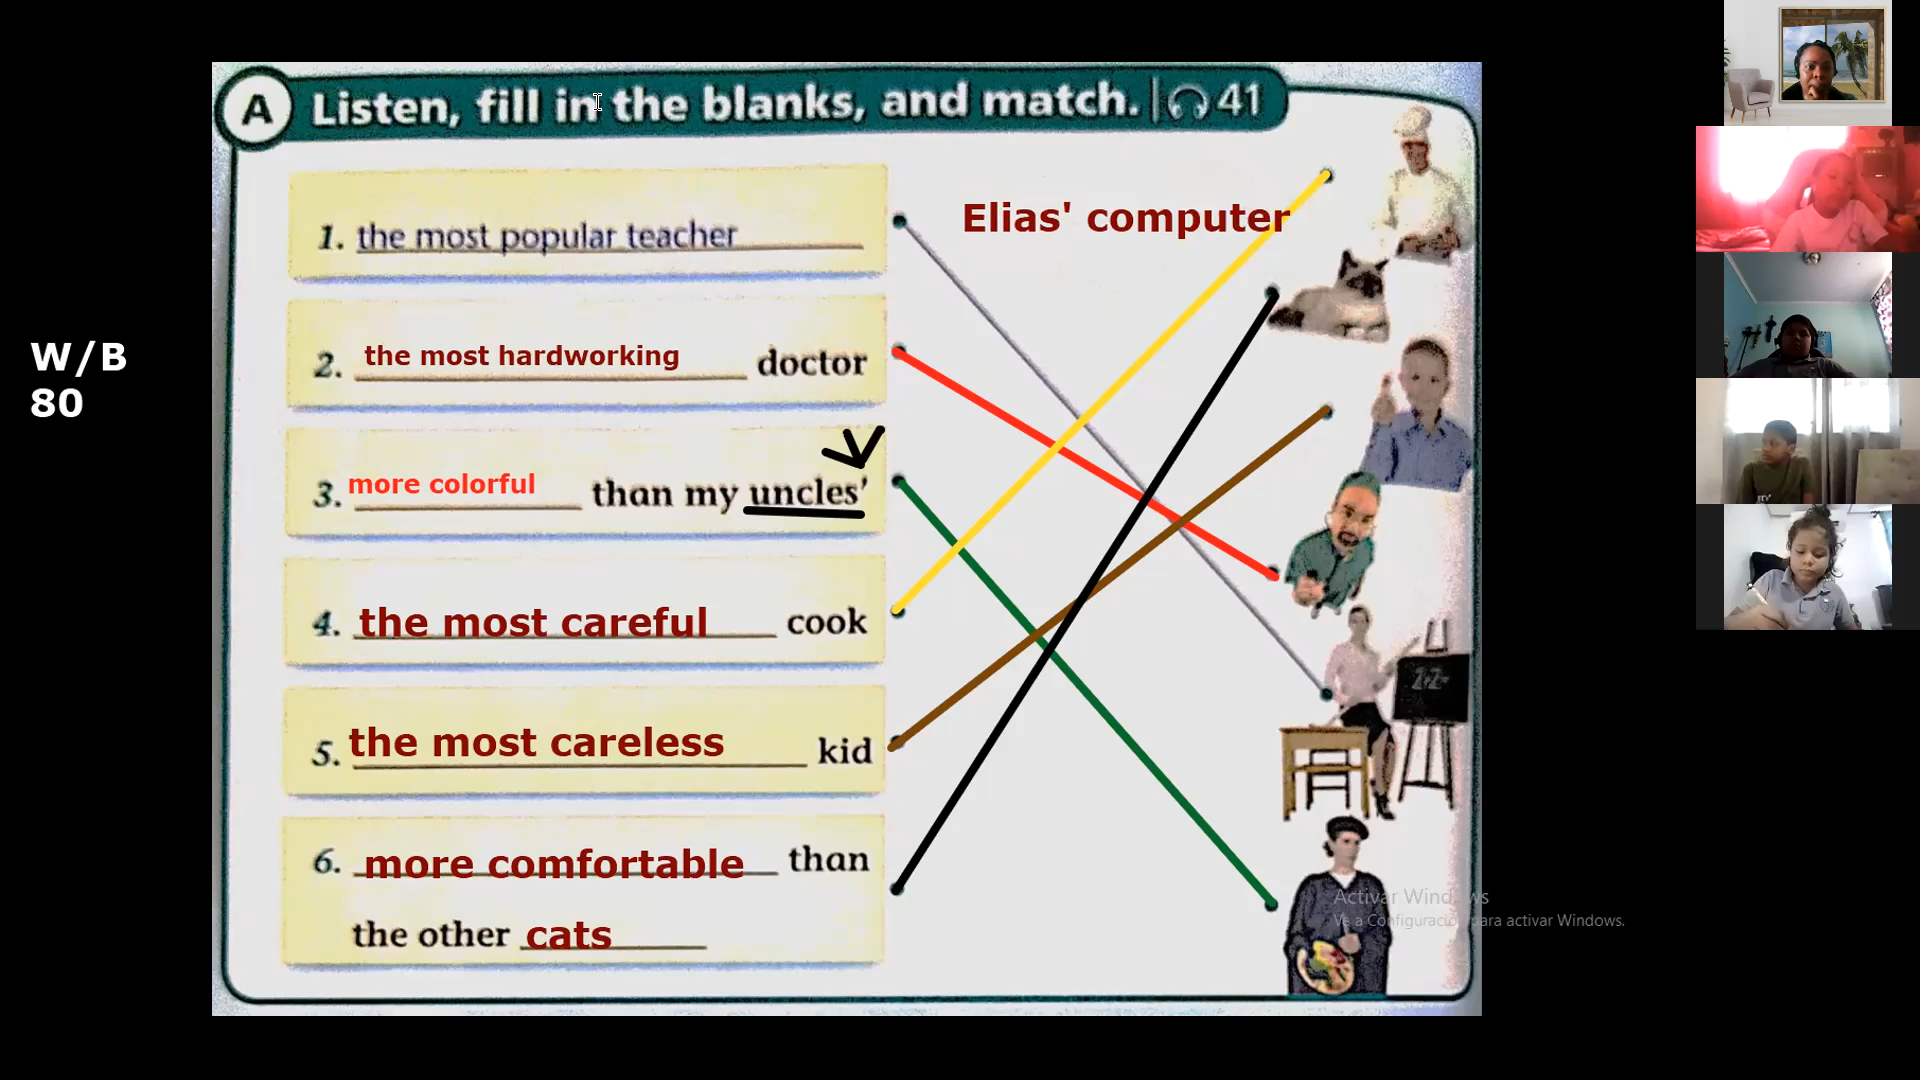 A Listen, fill in the blanks, and match. 41
Elias' computer
1. the most popular teacher
2. the most hardworking doctor
W/B
80
3. more colorful than my uncles'
4. the most careful cook
5. the most careless kid
6. more comfortable than
the other cats
2+2=
Activar Windows
Ve a Configuración para activar Windows.